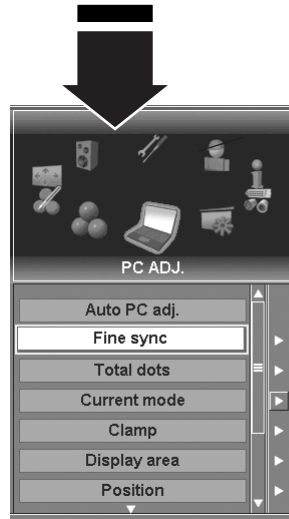 PC ADJ.
Auto PC adj.
Fine sync
Total dots
Current mode
Clamp
Display area
Position